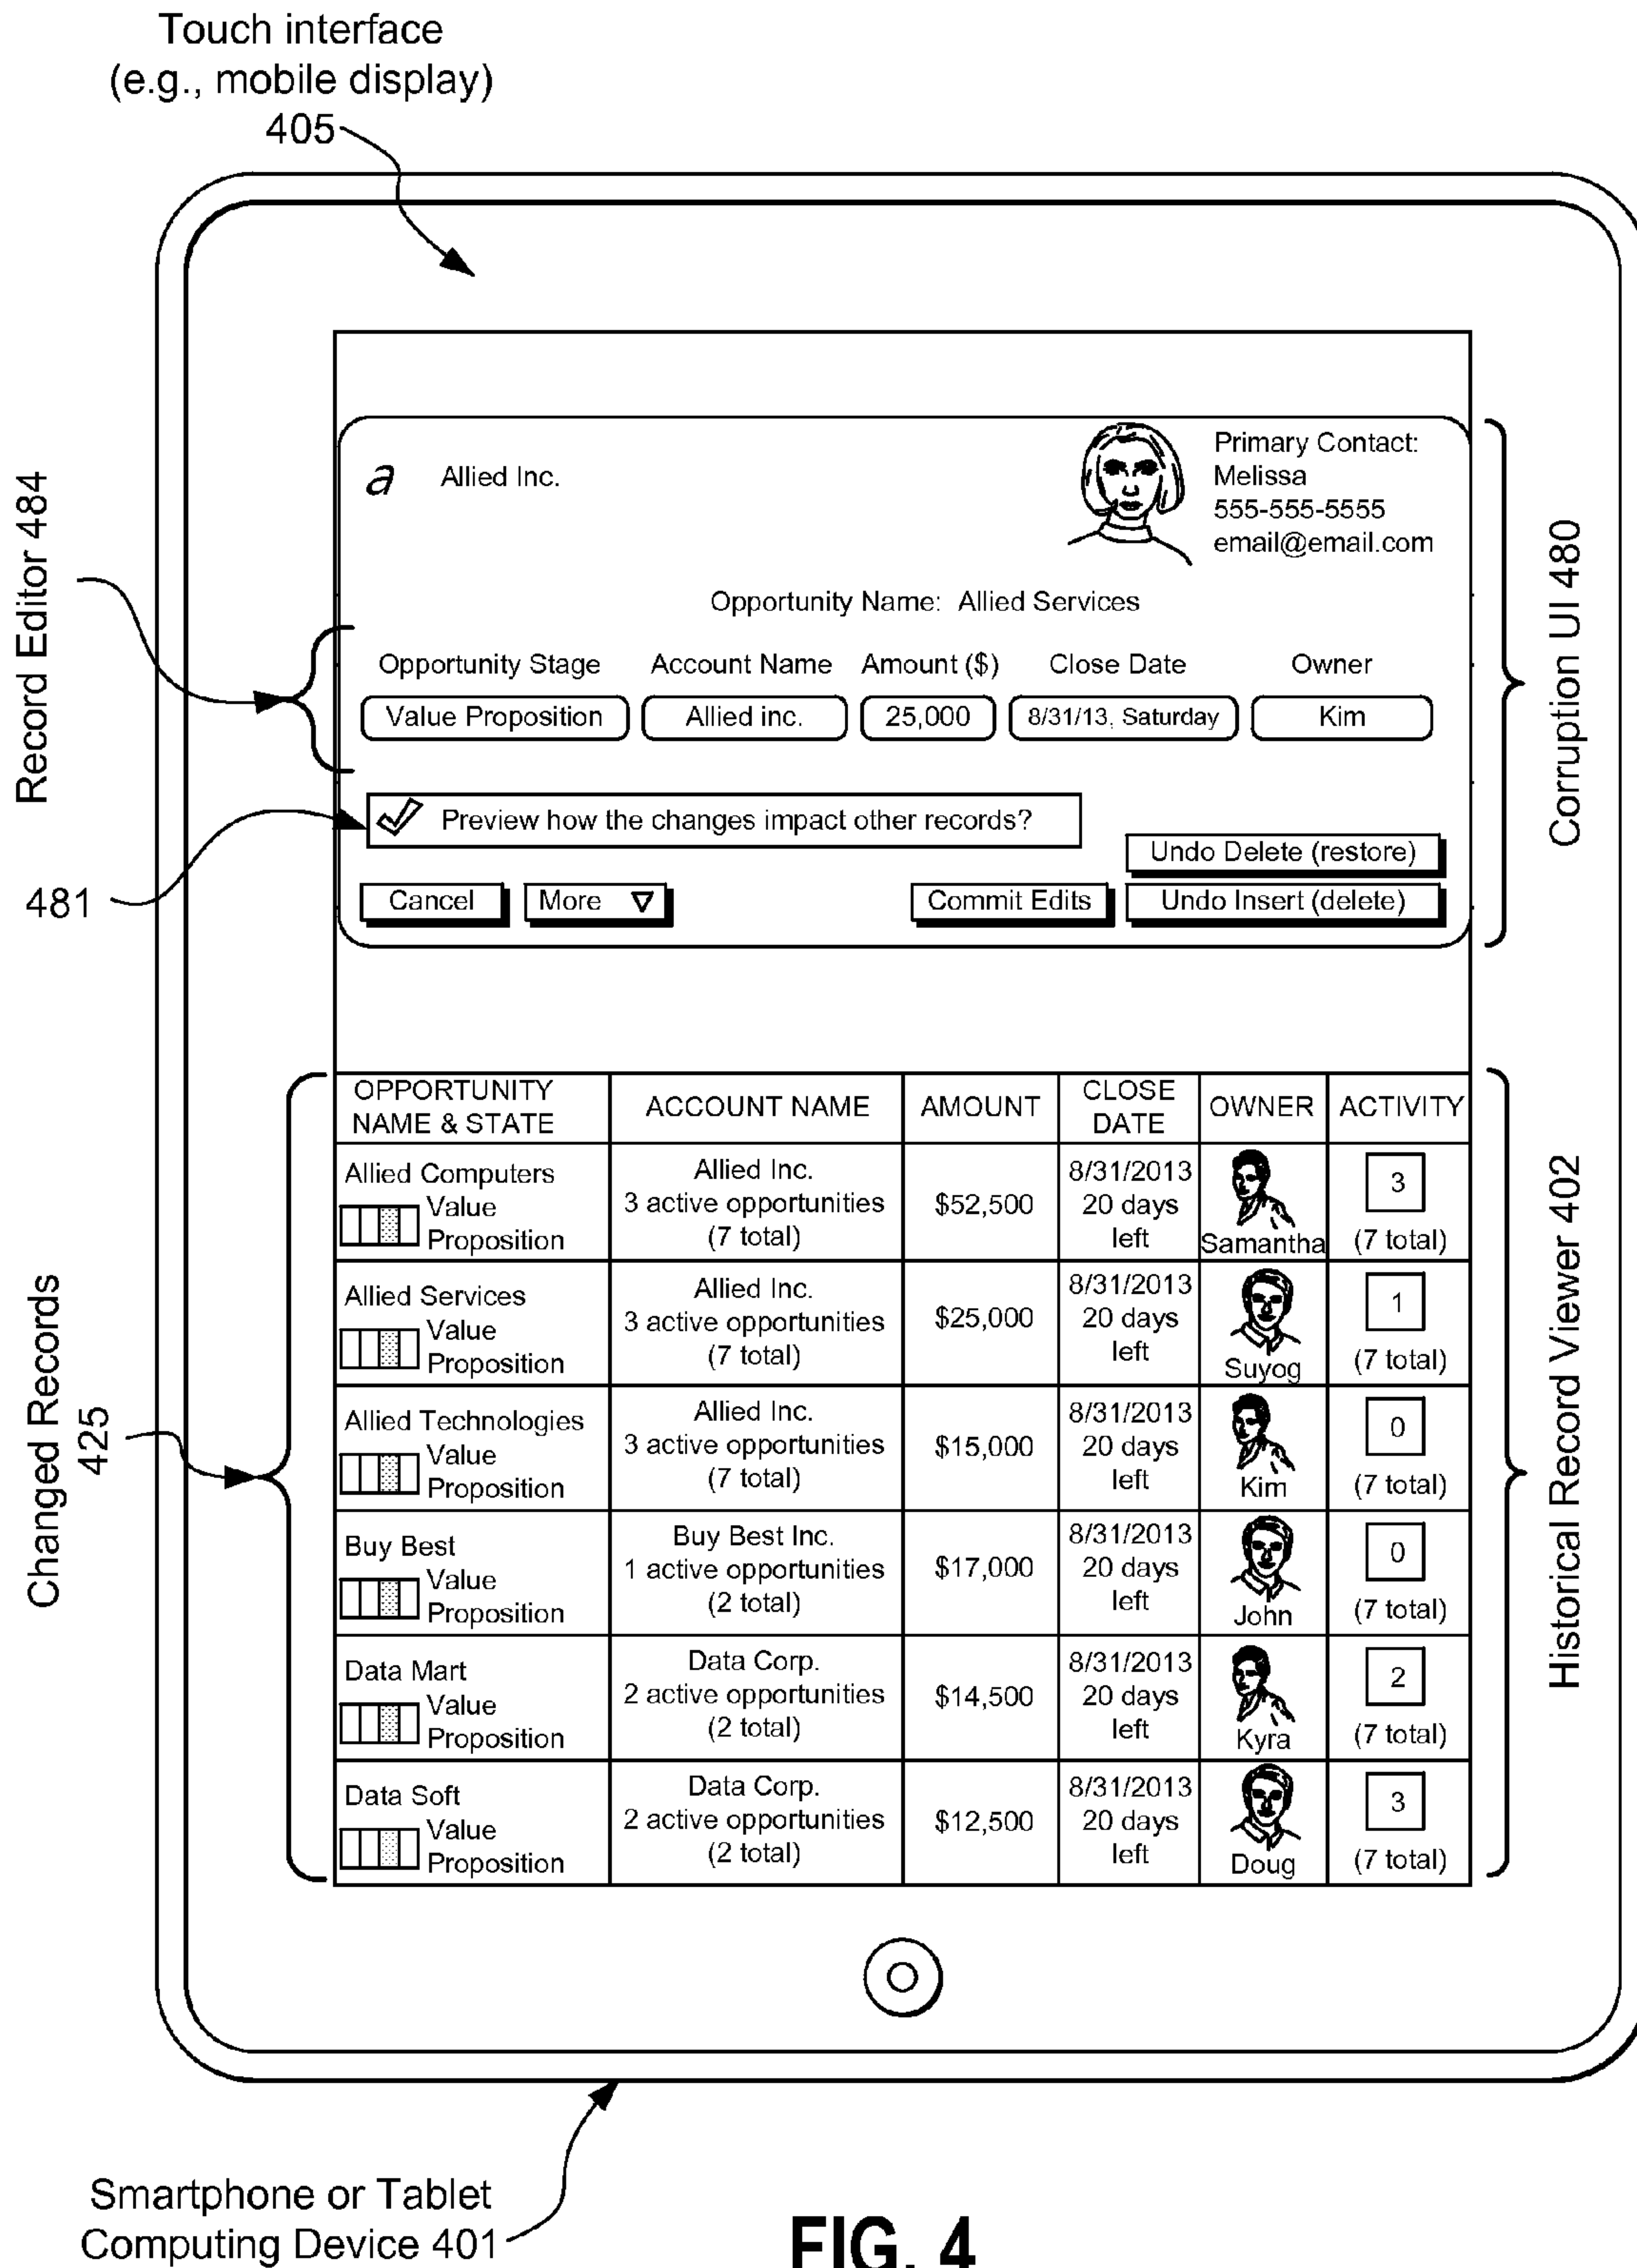 Touch interface
(e.g., mobile display)
405
Record Editor 484
481
Changed Records
425
Corruption UI 480
Historical Record Viewer 402
a Allied Inc.
Primary Contact:
Melissa
555-555-5555
email@email.com
Opportunity Name: Allied Services
Opportunity Stage Account Name Amount ($) Close Date Owner
Value Proposition Allied inc. 25,000 8/31/13, Saturday Kim
Preview how the changes impact other records?
Undo Delete (restore)
Cancel More Commit Edits Undo Insert (delete)
OPPORTUNITY
NAME & STATE
ACCOUNT NAME
AMOUNT
CLOSE
DATE
OWNER
ACTIVITY
Allied Computers
Value
Proposition
Allied Inc.
3 active opportunities
(7 total)
$52,500
8/31/2013
20 days
left
Samantha
3
(7 total)
Allied Services
Value
Proposition
Allied Inc.
3 active opportunities
(7 total)
$25,000
8/31/2013
20 days
left
Suyog
1
(7 total)
Allied Technologies
Value
Proposition
Allied Inc.
3 active opportunities
(7 total)
$15,000
8/31/2013
20 days
left
Kim
0
(7 total)
Buy Best
Value
Proposition
Buy Best Inc.
1 active opportunities
(2 total)
$17,000
8/31/2013
20 days
left
John
0
(7 total)
Data Mart
Value
Proposition
Data Corp.
2 active opportunities
(2 total)
$14,500
8/31/2013
20 days
left
Kyra
2
(7 total)
Data Soft
Value
Proposition
Data Corp.
2 active opportunities
(2 total)
$12,500
8/31/2013
20 days
left
Doug
3
(7 total)
Smartphone or Tablet
Computing Device 401
FIG. 4